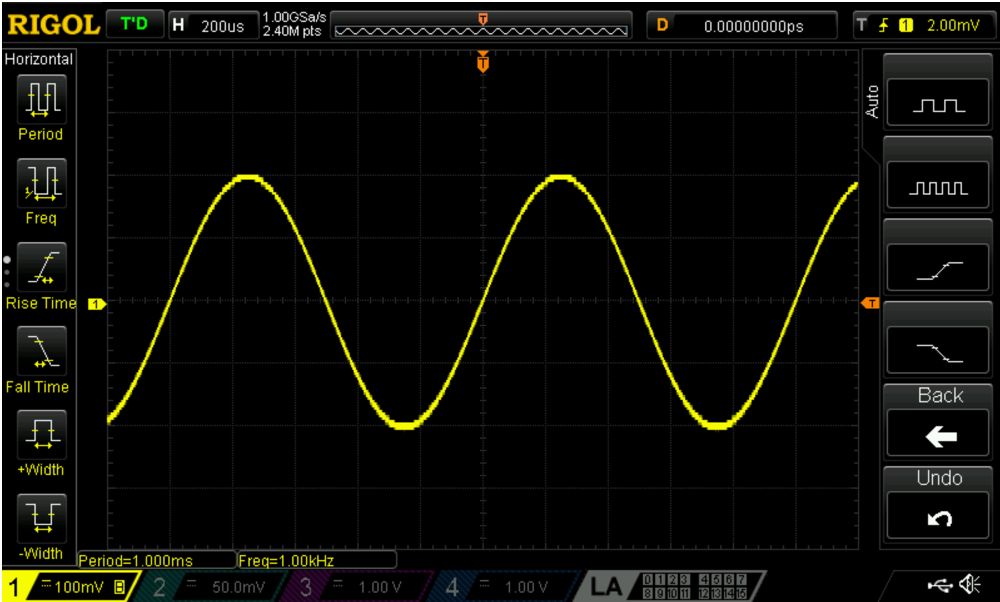 RIGOL T'D H 200us 1.00GSa/s 2.40M pts T D 0.00000000ps T 1 2.00mV
Horizontal
Period
Freq
Rise Time
Fall Time
+Width
-Width
T
1
T
Auto
Back
Undo
Period=1.000ms Freq=1.00kHz
1 100mV B 2 50.0mV 3 1.00 V 4 1.00 V LA
0 1 2 3 4 5 6 7
8 9 10 11 12 13 14 15